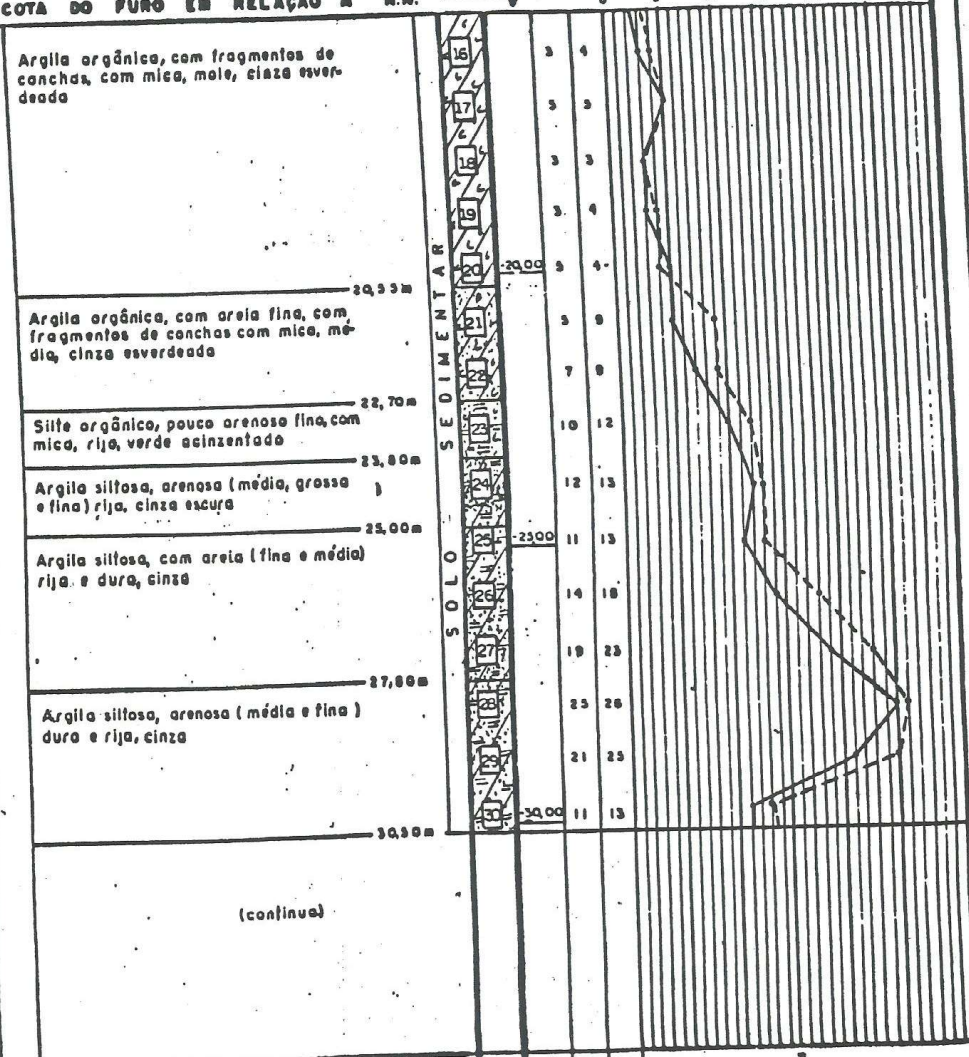 COTA DO FURO EM RELAÇÃO A R.N.
Argila orgânica, com fragmentos de
conchas, com mica, mole, cinza esver-
deada
20,55m
Argila orgânica, com areia fina, com
fragmentos de conchas com mica, mé-
dia, cinza esverdeada
22,70m
Silte orgânico, pouco arenoso fino, com
mica, rijo, verde acinzentado
23,80m
Argila siltosa, arenosa (média, grossa
e fina) rija, cinza escura
25,00m
Argila siltosa, com areia (fina e média)
rija e dura, cinza
27,80m
Argila siltosa, arenosa (média e fina)
dura e rija, cinza
30,50m
(continua)
SOLO SEDIMENTAR
16 3 4
17 5 5
18 3 3
19 3 4
20 -20,00 5 4
21 5 9
22 7 9
23 10 12
24 12 13
25 -25,00 11 13
26 14 18
27 19 23
28 25 26
29 21 25
30 -30,00 11 13